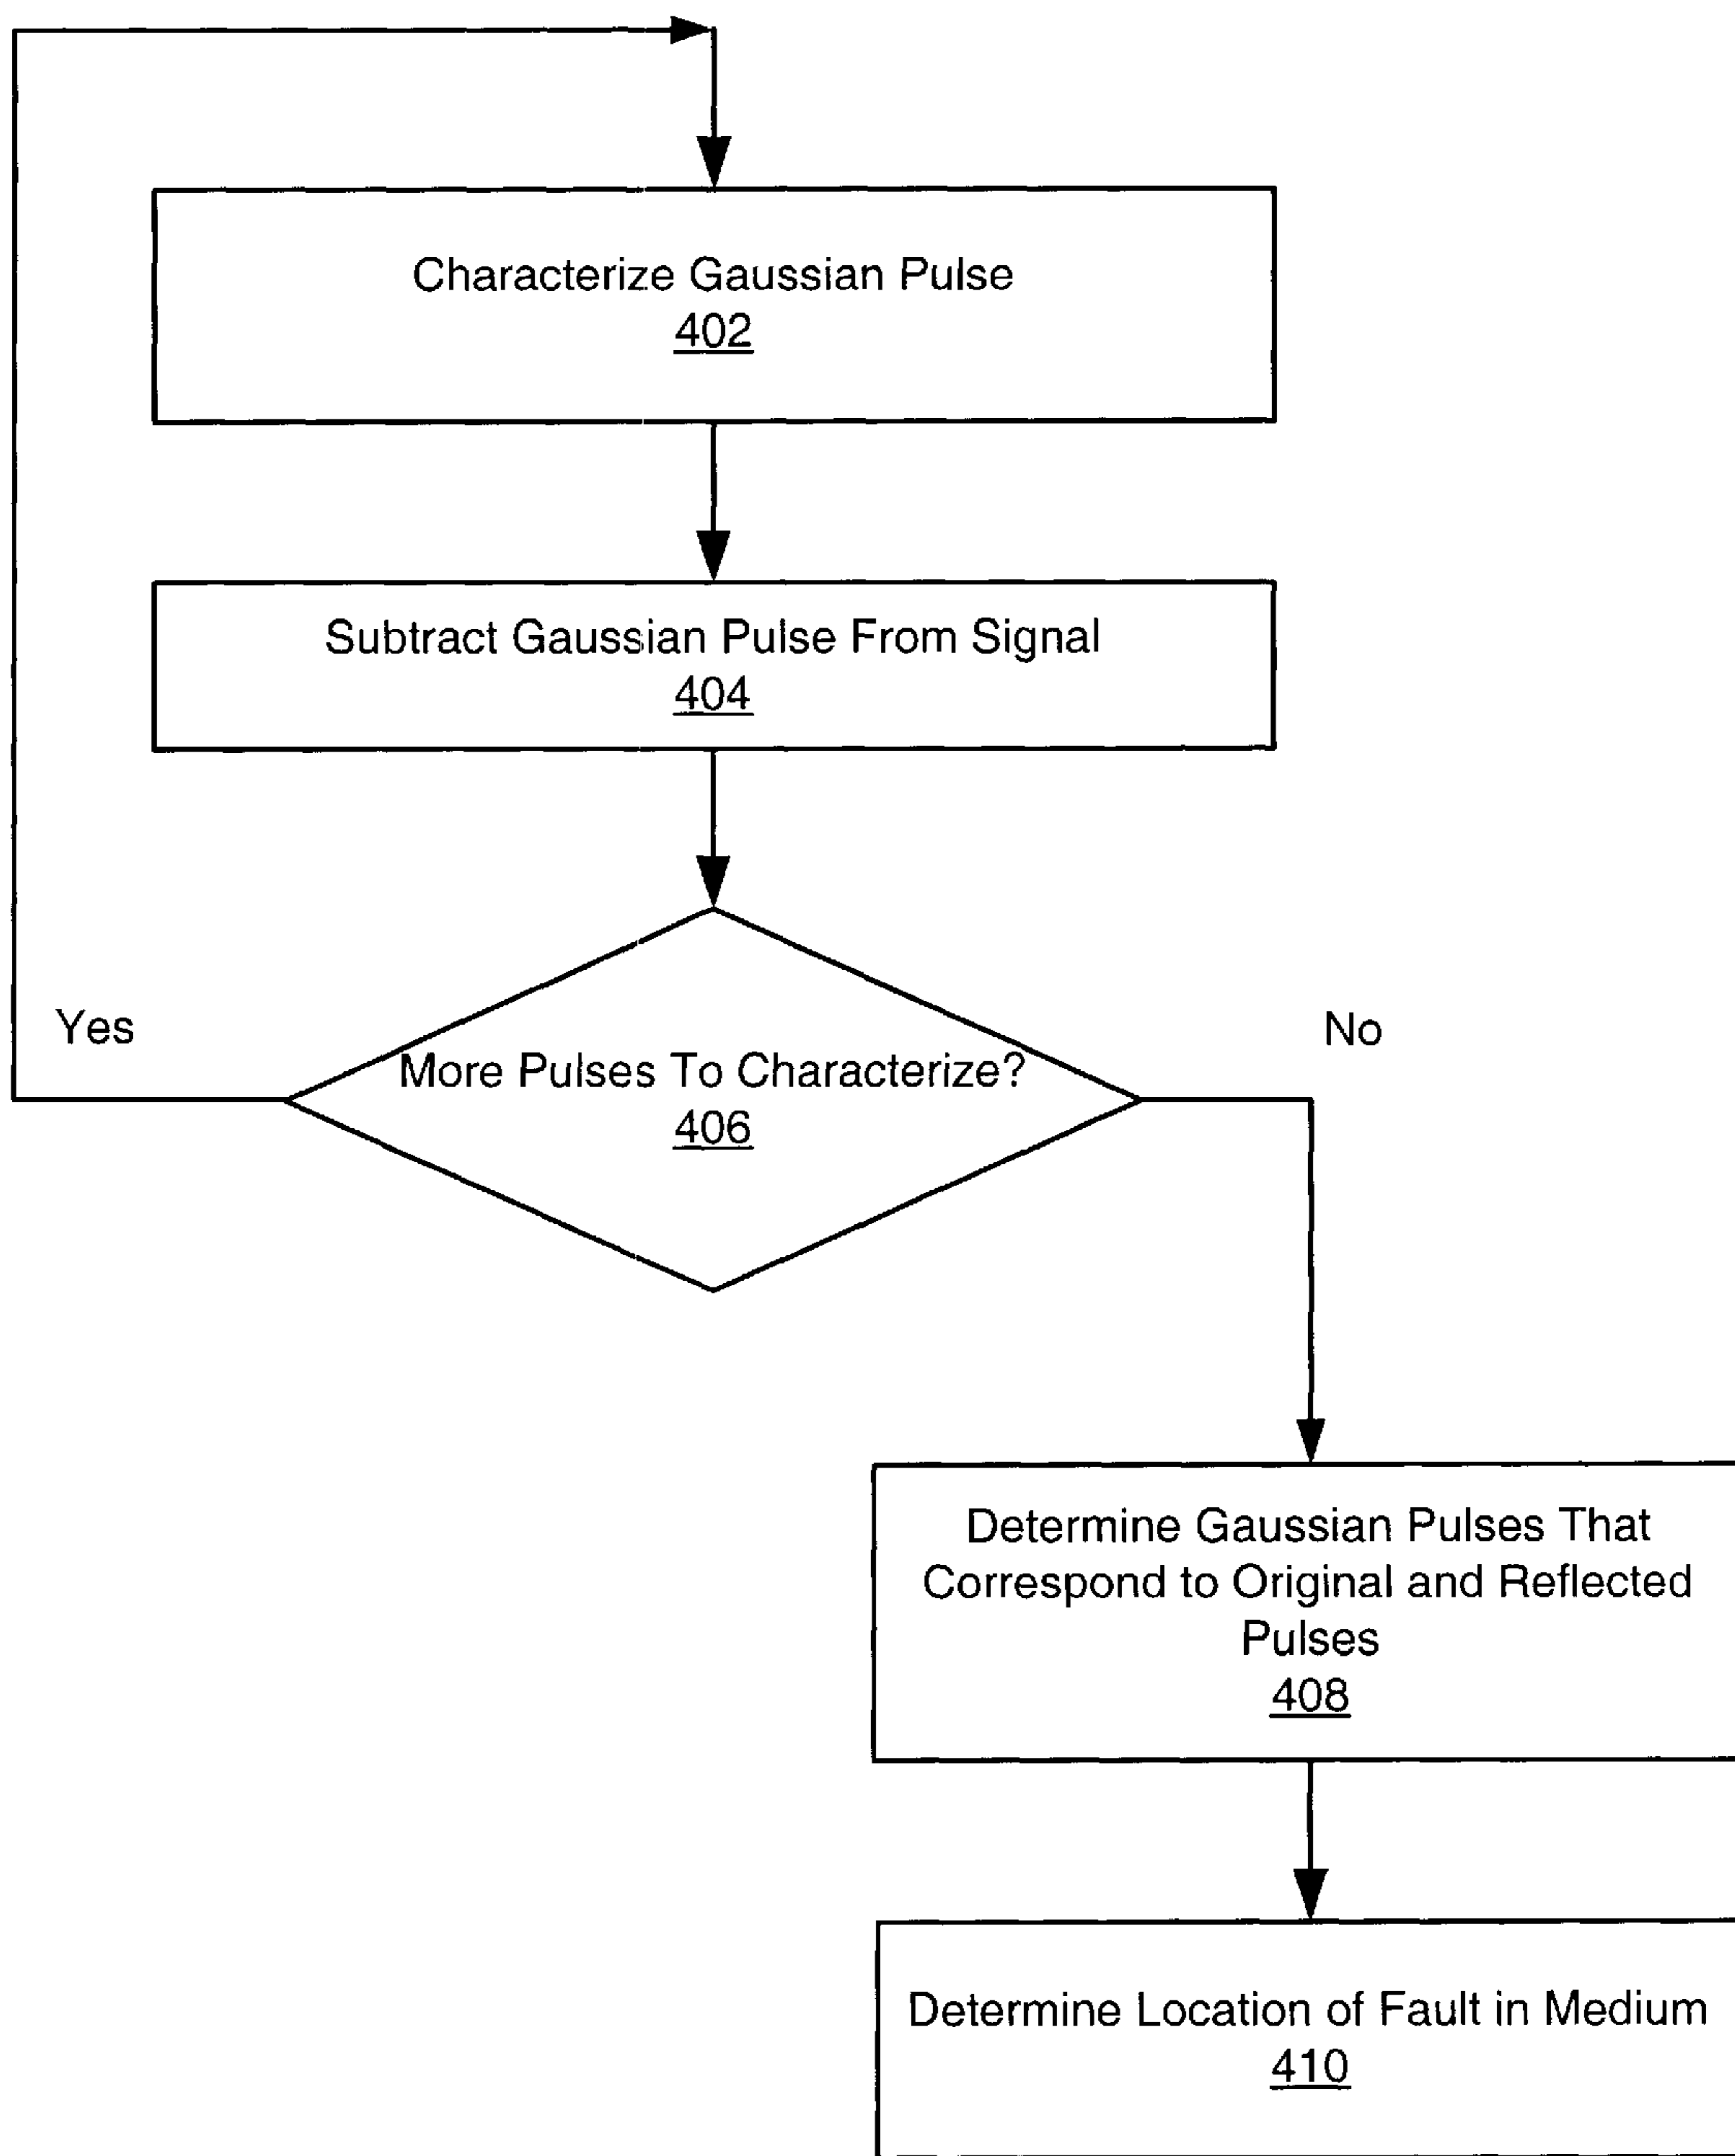 Characterize Gaussian Pulse
402
Subtract Gaussian Pulse From Signal
404
Yes
No
More Pulses To Characterize?
406
Determine Gaussian Pulses That
Correspond to Original and Reflected
Pulses
408
Determine Location of Fault in Medium
410